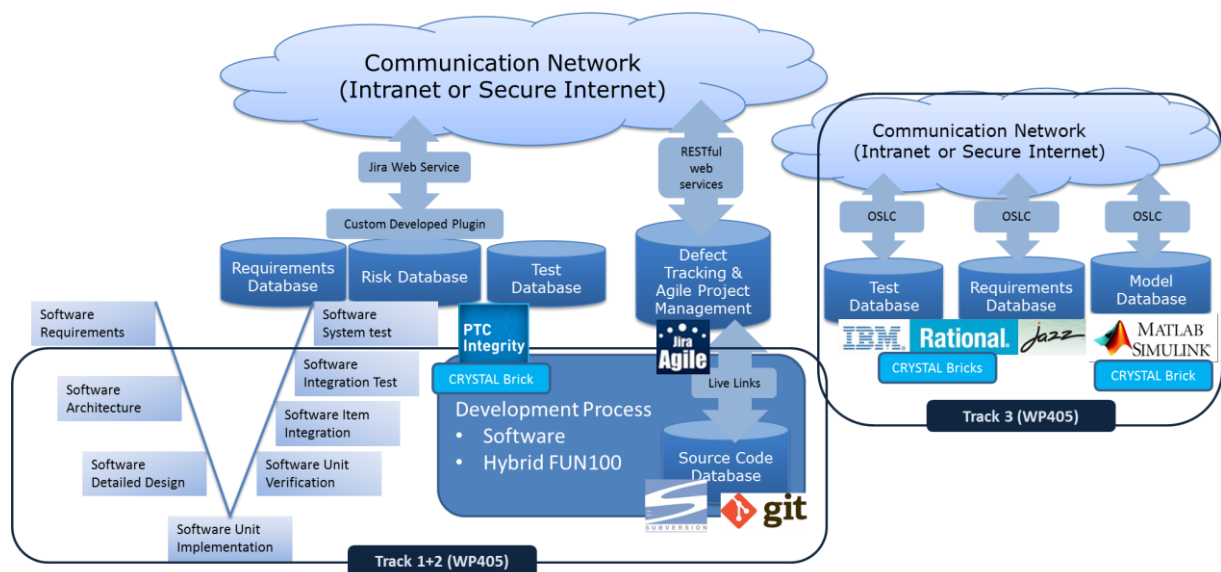 Communication Network
(Intranet or Secure Internet)
Jira Web Service
RESTful
web
services
Custom Developed Plugin
Requirements
Database
Risk Database
Test
Database
Defect
Tracking &
Agile Project
Management
Software
Requirements
Software
Architecture
Software
Detailed Design
Software Unit
Implementation
Software
System test
Software
Integration Test
Software Item
Integration
Software Unit
Verification
PTC
Integrity
CRYSTAL Brick
Jira
Agile
Live Links
Development Process
• Software
• Hybrid FUN100
Source Code
Database
SUBVERSION
git
Track 1+2 (WP405)
Communication Network
(Intranet or Secure Internet)
OSLC
OSLC
OSLC
Test
Database
Requirements
Database
Model
Database
IBM
Rational
jazz
MATLAB
SIMULINK
CRYSTAL Bricks
CRYSTAL Brick
Track 3 (WP405)